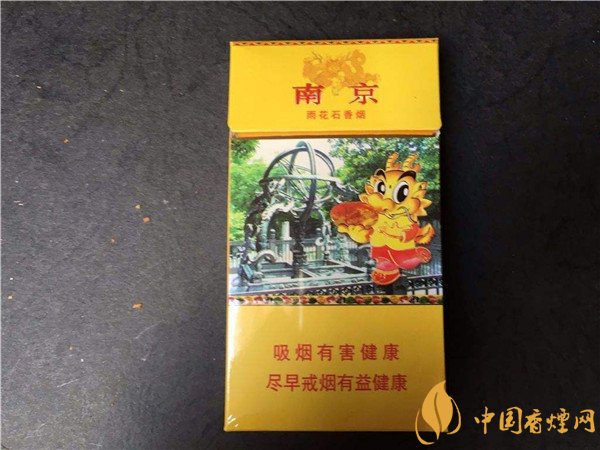 南京
雨花石香烟
吸烟有害健康
尽早戒烟有益健康
中国香烟网